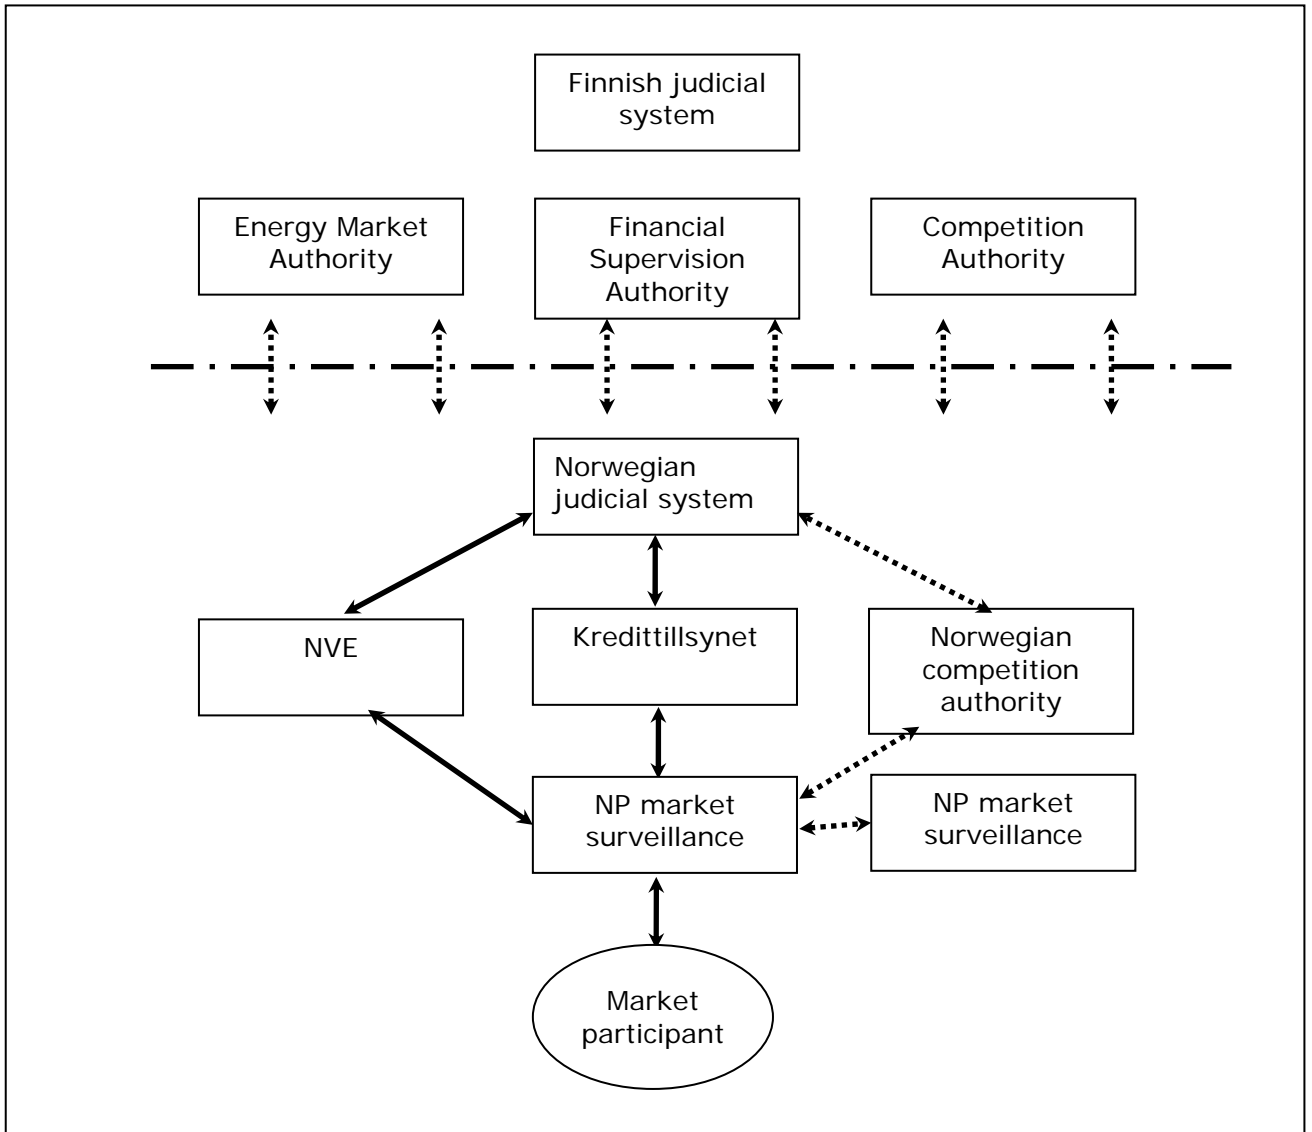 Finnish judicial
system
Energy Market
Authority
Financial
Supervision
Authority
Competition
Authority
Norwegian
judicial system
NVE
Kredittillsynet
Norwegian
competition
authority
NP market
surveillance
NP market
surveillance
Market
participant